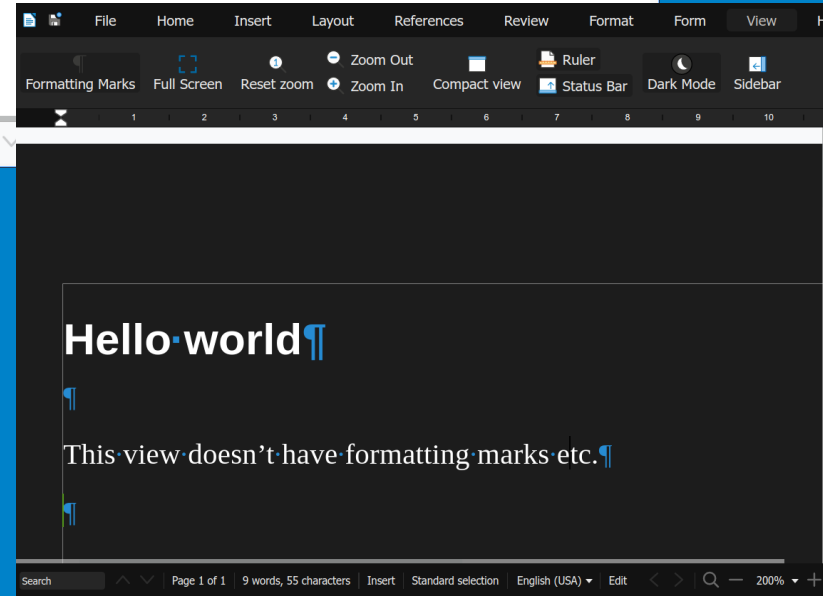 File Home Insert Layout References Review Format Form View H
Zoom Out Ruler
Formatting Marks Full Screen Reset zoom Zoom In Compact view Status Bar Dark Mode Sidebar
1 2 3 4 5 6 7 8 9 10
Hello·world¶
¶
This·view·doesn’t·have·formatting·marks·etc.¶
¶
Search Page 1 of 1 9 words, 55 characters Insert Standard selection English (USA) Edit 200%